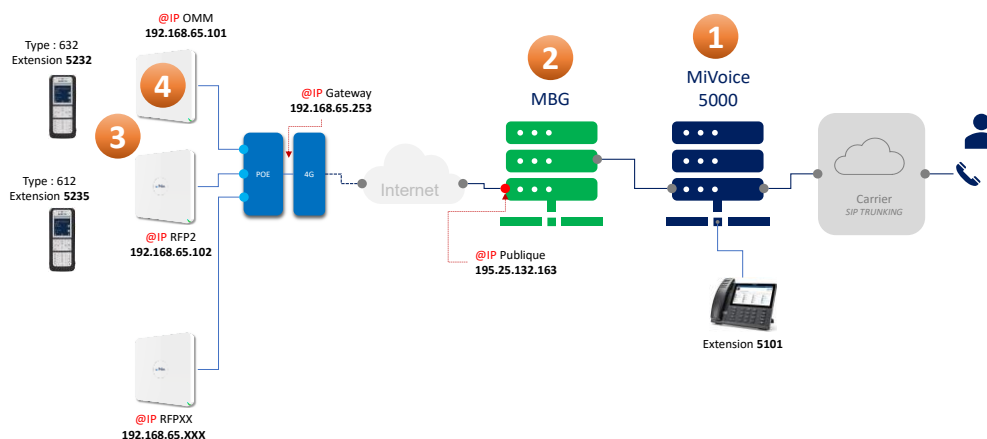 @IP OMM
192.168.65.101
Type : 632
Extension 5232
4
3
@IP Gateway
192.168.65.253
2
MBG
1
MiVoice
5000
POE
4G
Internet
Carrier
SIP TRUNKING
Type : 612
Extension 5235
@IP RFP2
192.168.65.102
@IP Publique
195.25.132.163
Extension 5101
@IP RFPXX
192.168.65.XXX